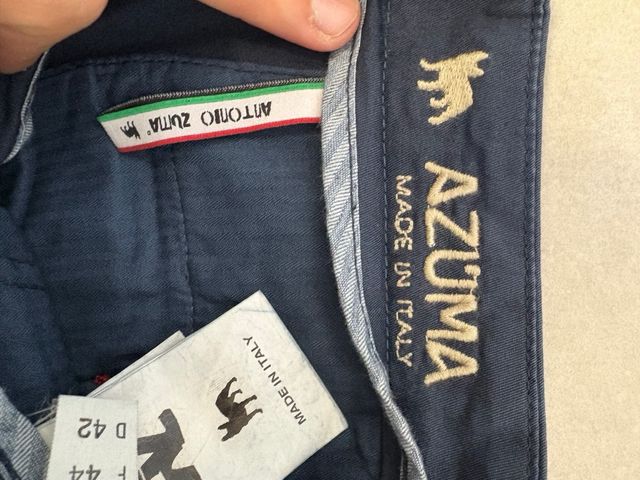 ANTONIO ZUMA
AZUMA
MADE IN ITALY
MADE IN ITALY
F 44
D 42